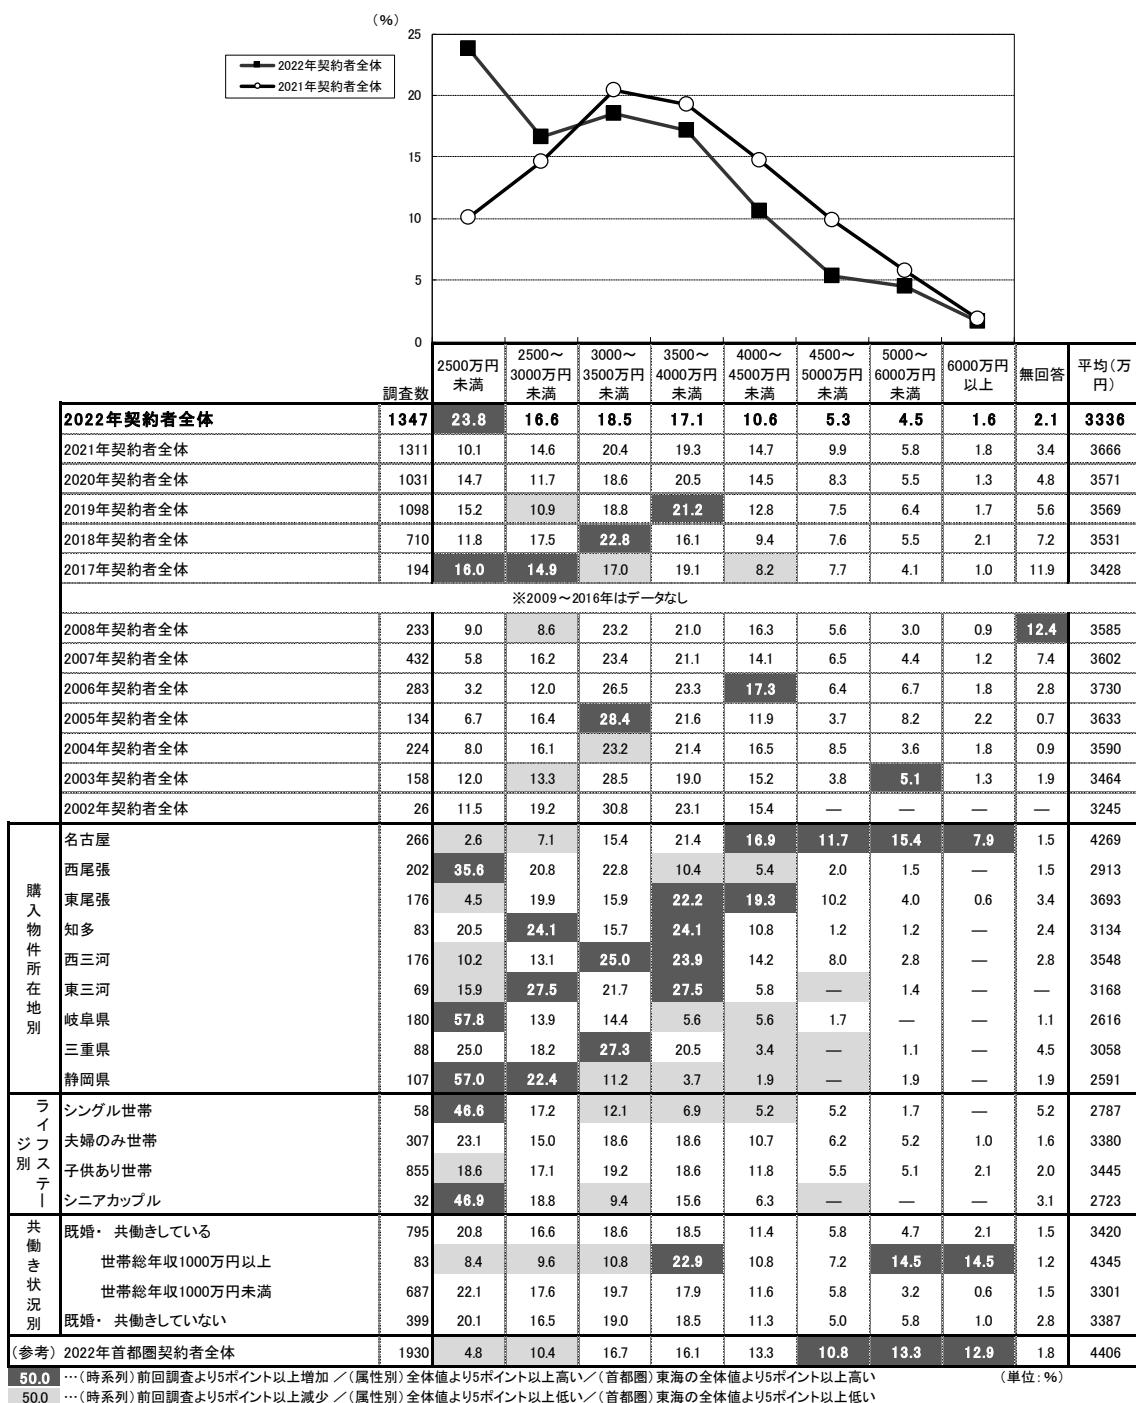 （%）
25
20
15
10
5
0
2022年契約者全体
2021年契約者全体
調査数 2500万円未満 2500～3000万円未満 3000～3500万円未満 3500～4000万円未満 4000～4500万円未満 4500～5000万円未満 5000～6000万円未満 6000万円以上 無回答 平均（万円）
2022年契約者全体 1347 23.8 16.6 18.5 17.1 10.6 5.3 4.5 1.6 2.1 3336
2021年契約者全体 1311 10.1 14.6 20.4 19.3 14.7 9.9 5.8 1.8 3.4 3666
2020年契約者全体 1031 14.7 11.7 18.6 20.5 14.5 8.3 5.5 1.3 4.8 3571
2019年契約者全体 1098 15.2 10.9 18.8 21.2 12.8 7.5 6.4 1.7 5.6 3569
2018年契約者全体 710 11.8 17.5 22.8 16.1 9.4 7.6 5.5 2.1 7.2 3531
2017年契約者全体 194 16.0 14.9 17.0 19.1 8.2 7.7 4.1 1.0 11.9 3428
※2009～2016年はデータなし
2008年契約者全体 233 9.0 8.6 23.2 21.0 16.3 5.6 3.0 0.9 12.4 3585
2007年契約者全体 432 5.8 16.2 23.4 21.1 14.1 6.5 4.4 1.2 7.4 3602
2006年契約者全体 283 3.2 12.0 26.5 23.3 17.3 6.4 6.7 1.8 2.8 3730
2005年契約者全体 134 6.7 16.4 28.4 21.6 11.9 3.7 8.2 2.2 0.7 3633
2004年契約者全体 224 8.0 16.1 23.2 21.4 16.5 8.5 3.6 1.8 0.9 3590
2003年契約者全体 158 12.0 13.3 28.5 19.0 15.2 3.8 5.1 1.3 1.9 3464
2002年契約者全体 26 11.5 19.2 30.8 23.1 15.4 ― ― ― ― 3245
購入物件所在地別
名古屋 266 2.6 7.1 15.4 21.4 16.9 11.7 15.4 7.9 1.5 4269
西尾張 202 35.6 20.8 22.8 10.4 5.4 2.0 1.5 ― 1.5 2913
東尾張 176 4.5 19.9 15.9 22.2 19.3 10.2 4.0 0.6 3.4 3693
知多 83 20.5 24.1 15.7 24.1 10.8 1.2 1.2 ― 2.4 3134
西三河 176 10.2 13.1 25.0 23.9 14.2 8.0 2.8 ― 2.8 3548
東三河 69 15.9 27.5 21.7 27.5 5.8 ― 1.4 ― ― 3168
岐阜県 180 57.8 13.9 14.4 5.6 5.6 1.7 ― ― 1.1 2616
三重県 88 25.0 18.2 27.3 20.5 3.4 ― 1.1 ― 4.5 3058
静岡県 107 57.0 22.4 11.2 3.7 1.9 ― 1.9 ― 1.9 2591
ライフステージ別
シングル世帯 58 46.6 17.2 12.1 6.9 5.2 5.2 1.7 ― 5.2 2787
夫婦のみ世帯 307 23.1 15.0 18.6 18.6 10.7 6.2 5.2 1.0 1.6 3380
子供あり世帯 855 18.6 17.1 19.2 18.6 11.8 5.5 5.1 2.1 2.0 3445
シニアカップル 32 46.9 18.8 9.4 15.6 6.3 ― ― ― 3.1 2723
共働き状況別
既婚・ 共働きしている 795 20.8 16.6 18.6 18.5 11.4 5.8 4.7 2.1 1.5 3420
世帯総年収1000万円以上 83 8.4 9.6 10.8 22.9 10.8 7.2 14.5 14.5 1.2 4345
世帯総年収1000万円未満 687 22.1 17.6 19.7 17.9 11.6 5.8 3.2 0.6 1.5 3301
既婚・ 共働きしていない 399 20.1 16.5 19.0 18.5 11.3 5.0 5.8 1.0 2.8 3387
（参考） 2022年首都圏契約者全体 1930 4.8 10.4 16.7 16.1 13.3 10.8 13.3 12.9 1.8 4406
50.0 …（時系列）前回調査より5ポイント以上増加 ／（属性別）全体値より5ポイント以上高い／（首都圏）東海の全体値より5ポイント以上高い （単位：%）
50.0 …（時系列）前回調査より5ポイント以上減少 ／（属性別）全体値より5ポイント以上低い／（首都圏）東海の全体値より5ポイント以上低い